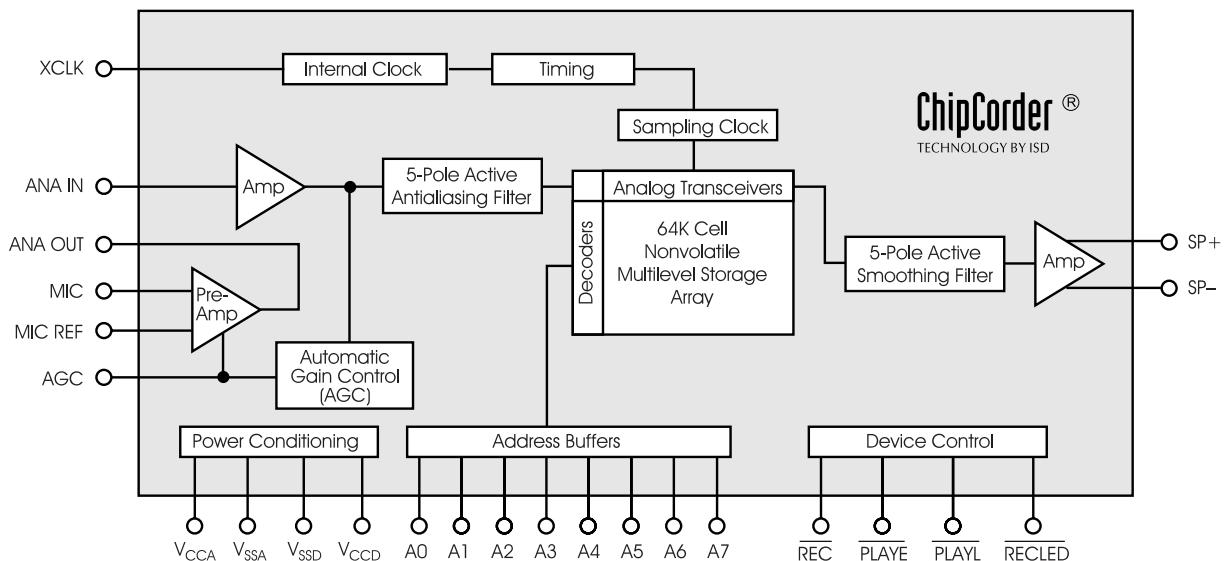 XCLK
Internal Clock
Timing
ChipCorder ®
TECHNOLOGY BY ISD
Sampling Clock
ANA IN
Amp
5-Pole Active
Antialiasing Filter
Analog Transceivers
Decoders
64K Cell
Nonvolatile
Multilevel Storage
Array
ANA OUT
5-Pole Active
Smoothing Filter
Amp
SP+
SP–
MIC
Pre-
Amp
MIC REF
AGC
Automatic
Gain Control
(AGC)
Power Conditioning
Address Buffers
Device Control
VCCA VSSA VSSD VCCD A0 A1 A2 A3 A4 A5 A6 A7 REC PLAYE PLAYL RECLED